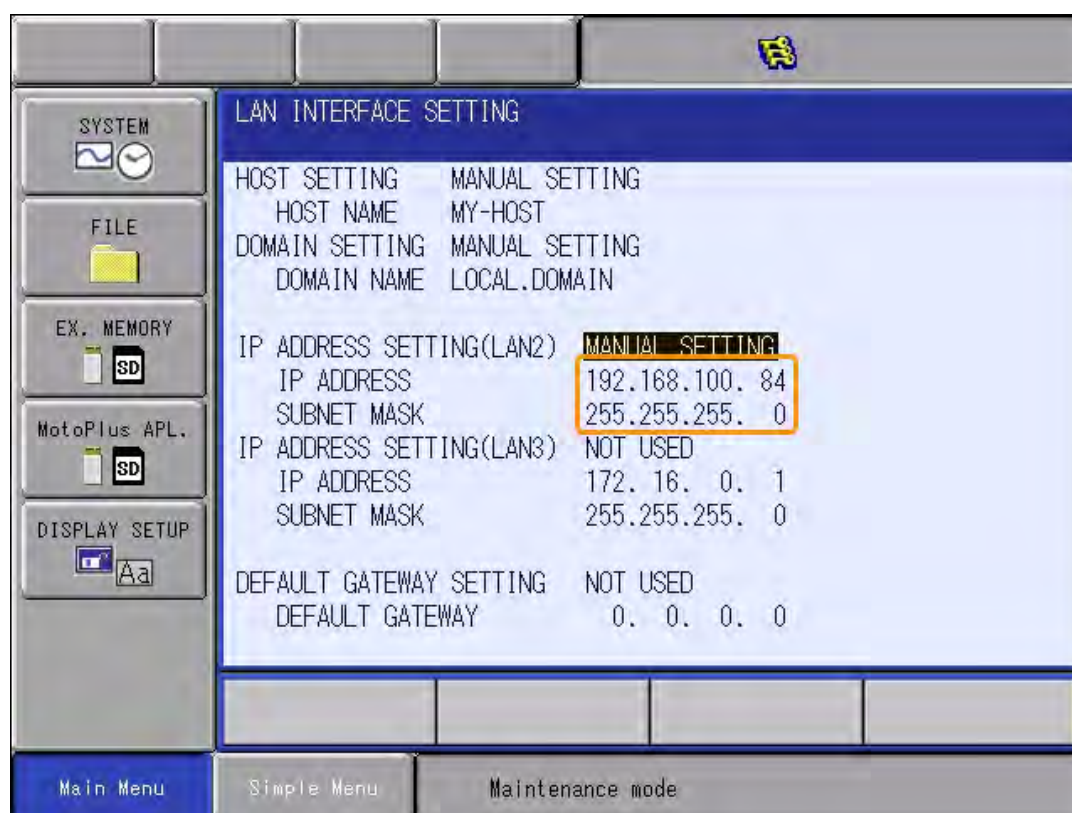 SYSTEM
FILE
EX. MEMORY
SD
MotoPlus APL.
SD
DISPLAY SETUP
Aa
LAN INTERFACE SETTING
HOST SETTING MANUAL SETTING
HOST NAME MY-HOST
DOMAIN SETTING MANUAL SETTING
DOMAIN NAME LOCAL.DOMAIN
IP ADDRESS SETTING(LAN2) MANUAL SETTING
IP ADDRESS 192.168.100. 84
SUBNET MASK 255.255.255. 0
IP ADDRESS SETTING(LAN3) NOT USED
IP ADDRESS 172. 16. 0. 1
SUBNET MASK 255.255.255. 0
DEFAULT GATEWAY SETTING NOT USED
DEFAULT GATEWAY 0. 0. 0. 0
Main Menu
Simple Menu
Maintenance mode